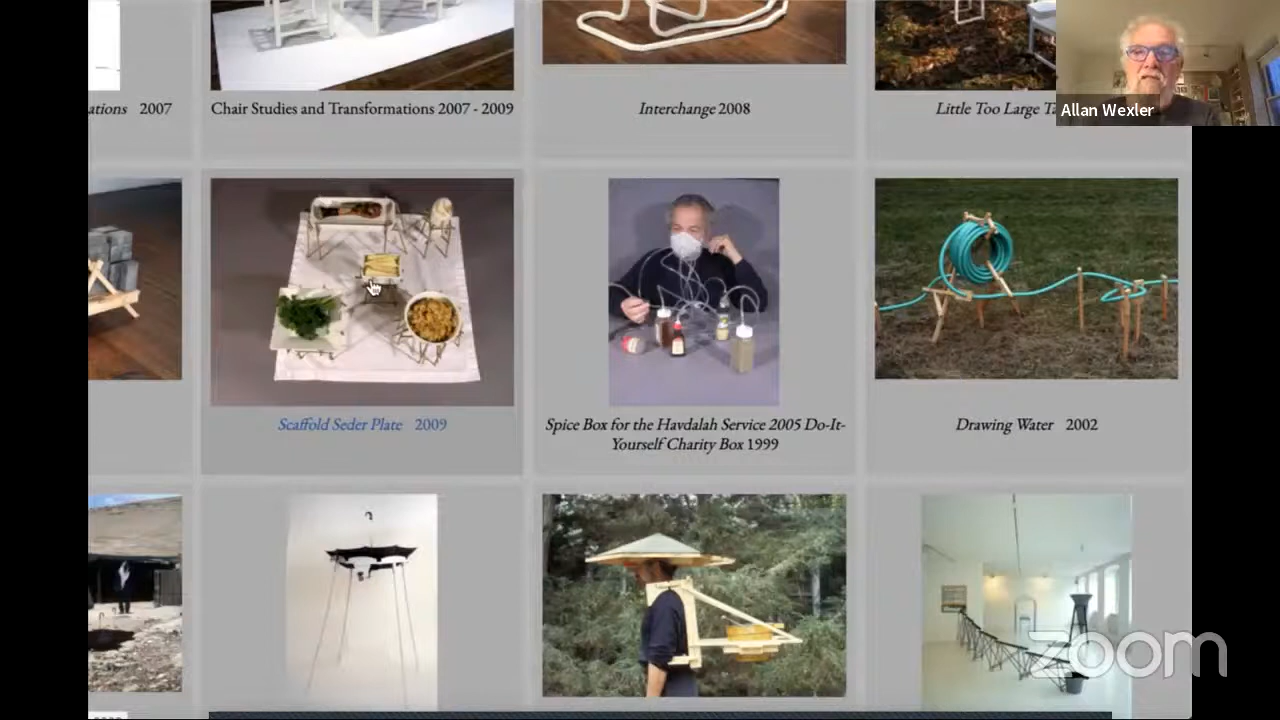 ations 2007
Chair Studies and Transformations 2007 - 2009
Interchange 2008
Little Too Large Ta
Allan Wexler
Scaffold Seder Plate 2009
Spice Box for the Havdalah Service 2005 Do-It-
Yourself Charity Box 1999
Drawing Water 2002
zoom